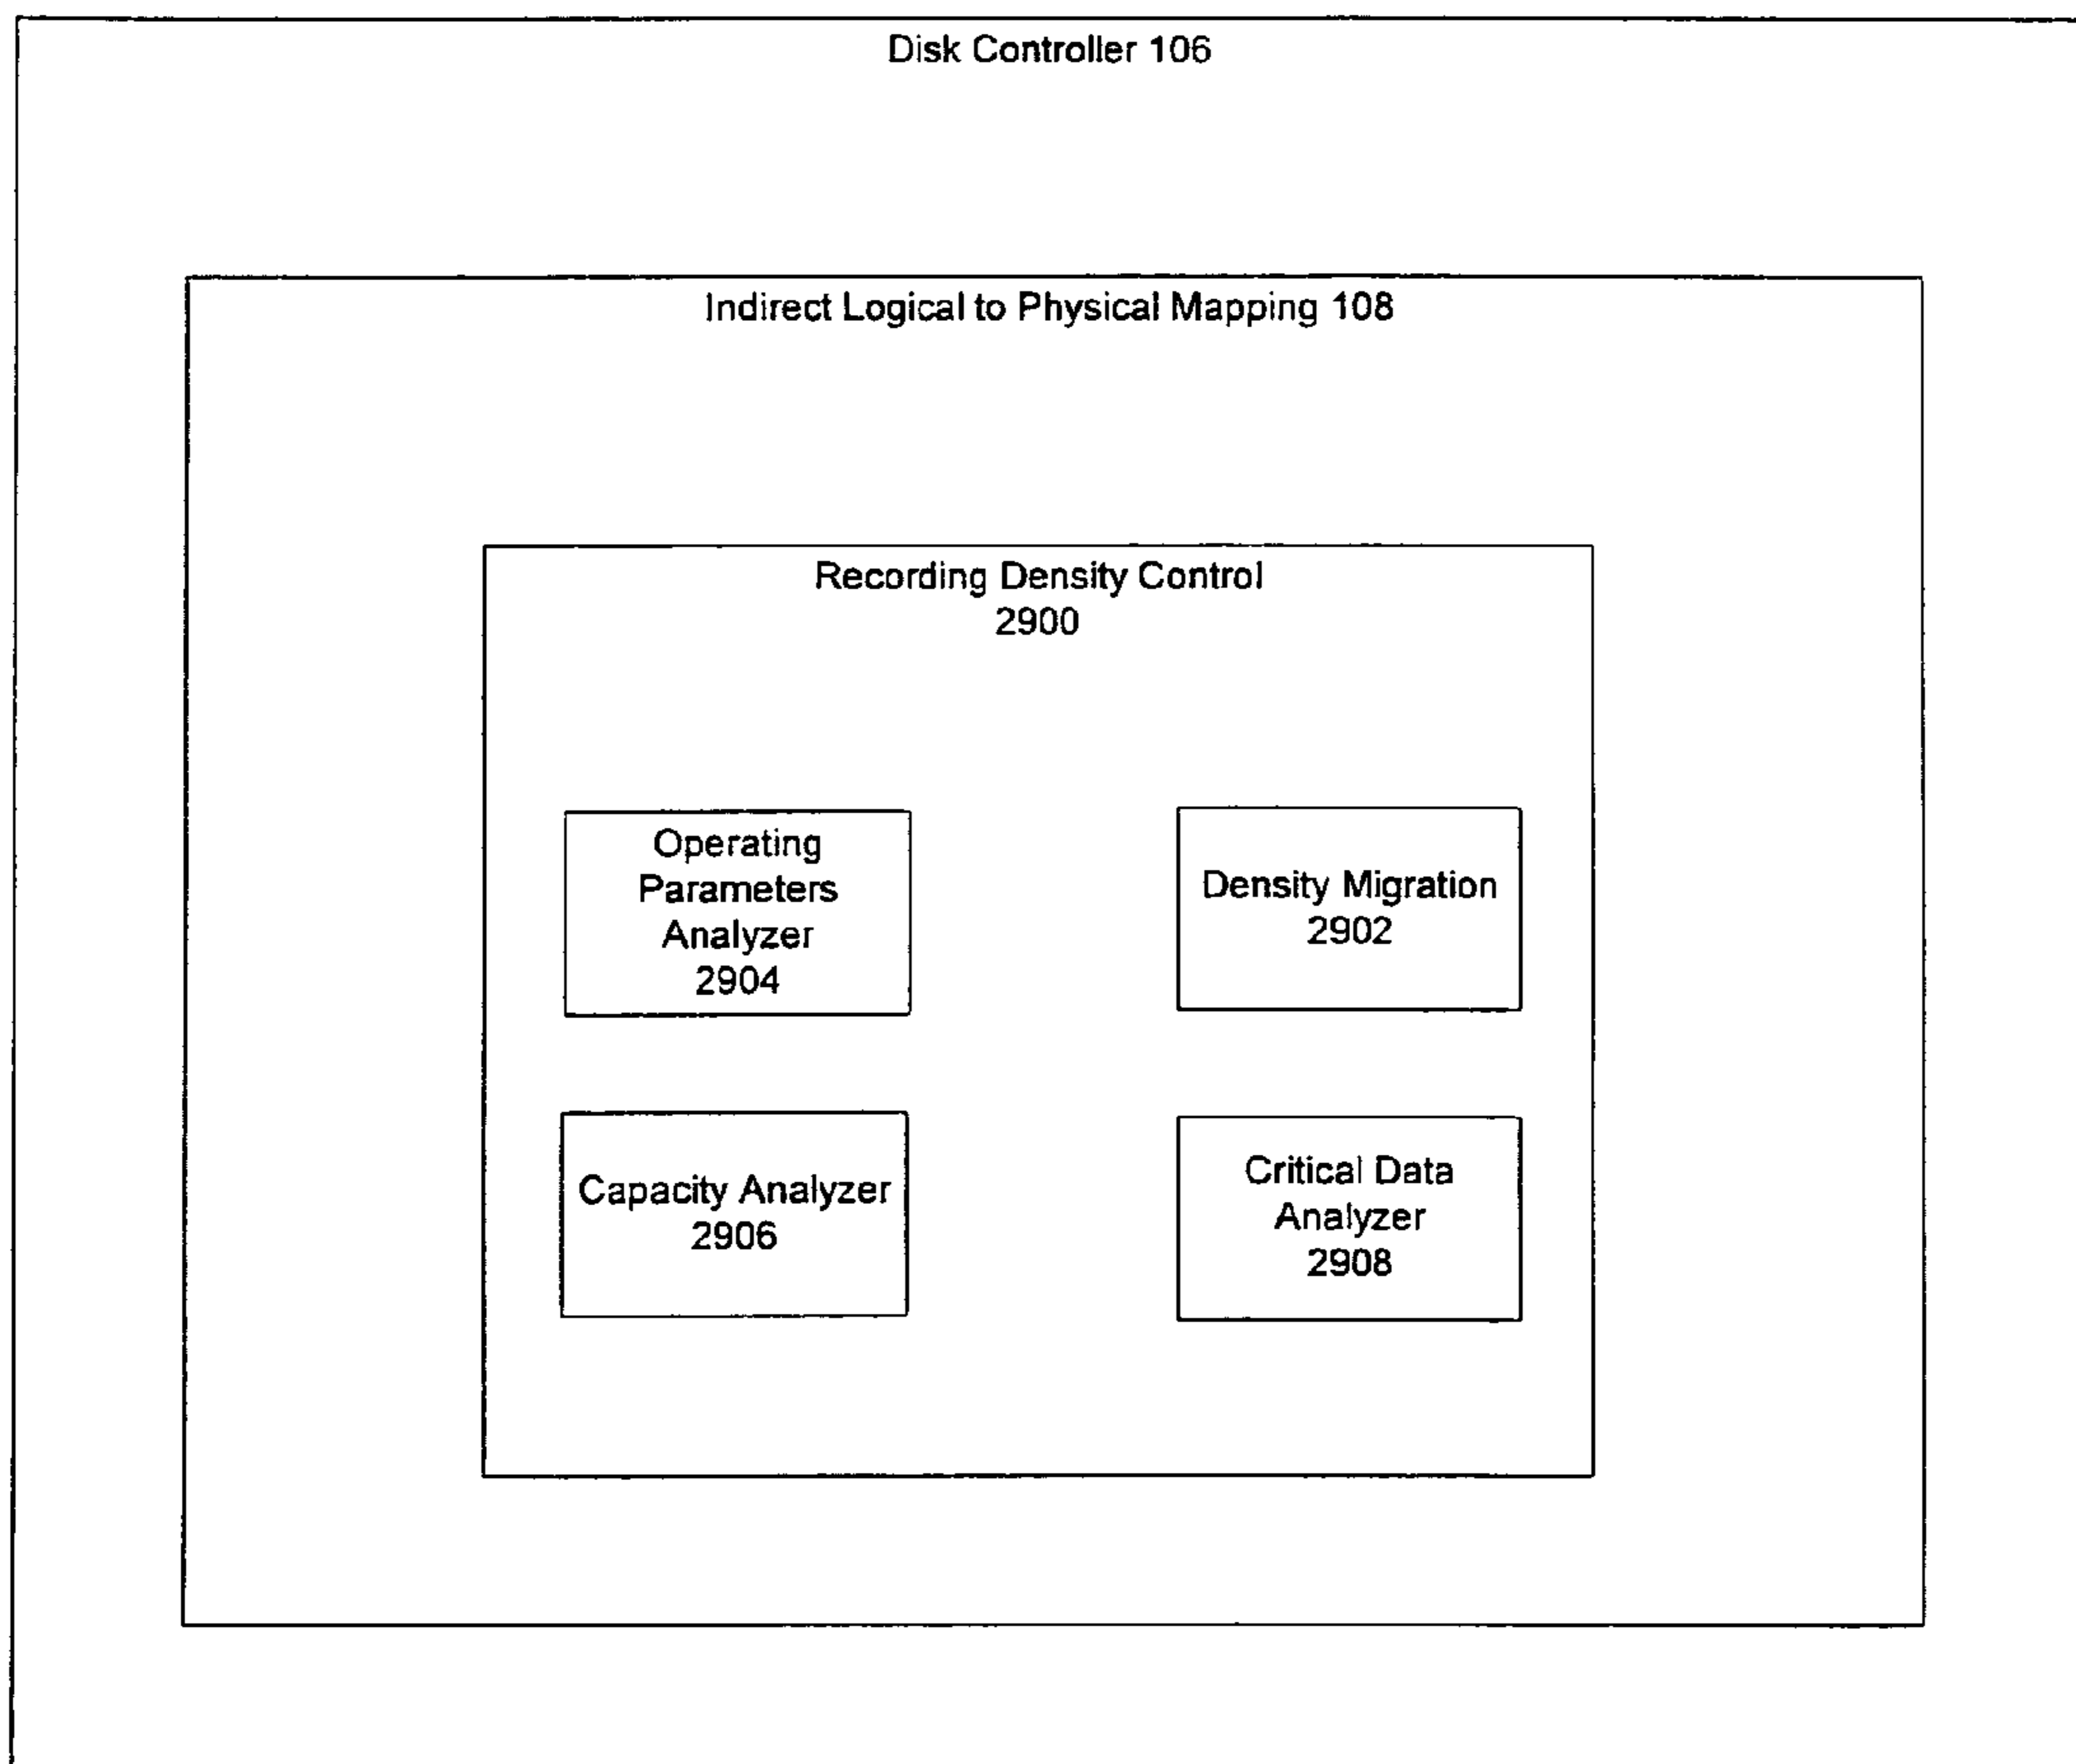 Disk Controller 106
Indirect Logical to Physical Mapping 108
Recording Density Control
2900
Operating
Parameters
Analyzer
2904
Density Migration
2902
Capacity Analyzer
2906
Critical Data
Analyzer
2908